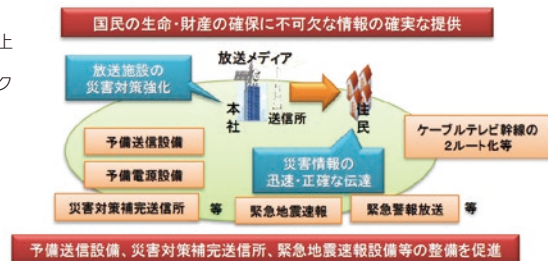 国民の生命・財産の確保に不可欠な情報の確実な提供
上
ク
放送メディア
放送施設の
災害対策強化
本社
送信所
住民
ケーブルテレビ幹線の
2ルート化等
予備送信設備
予備電源設備
災害情報の
迅速・正確な伝達
災害対策補完送信所
等
緊急地震速報
緊急警報放送
等
予備送信設備、災害対策補完送信所、緊急地震速報設備等の整備を促進